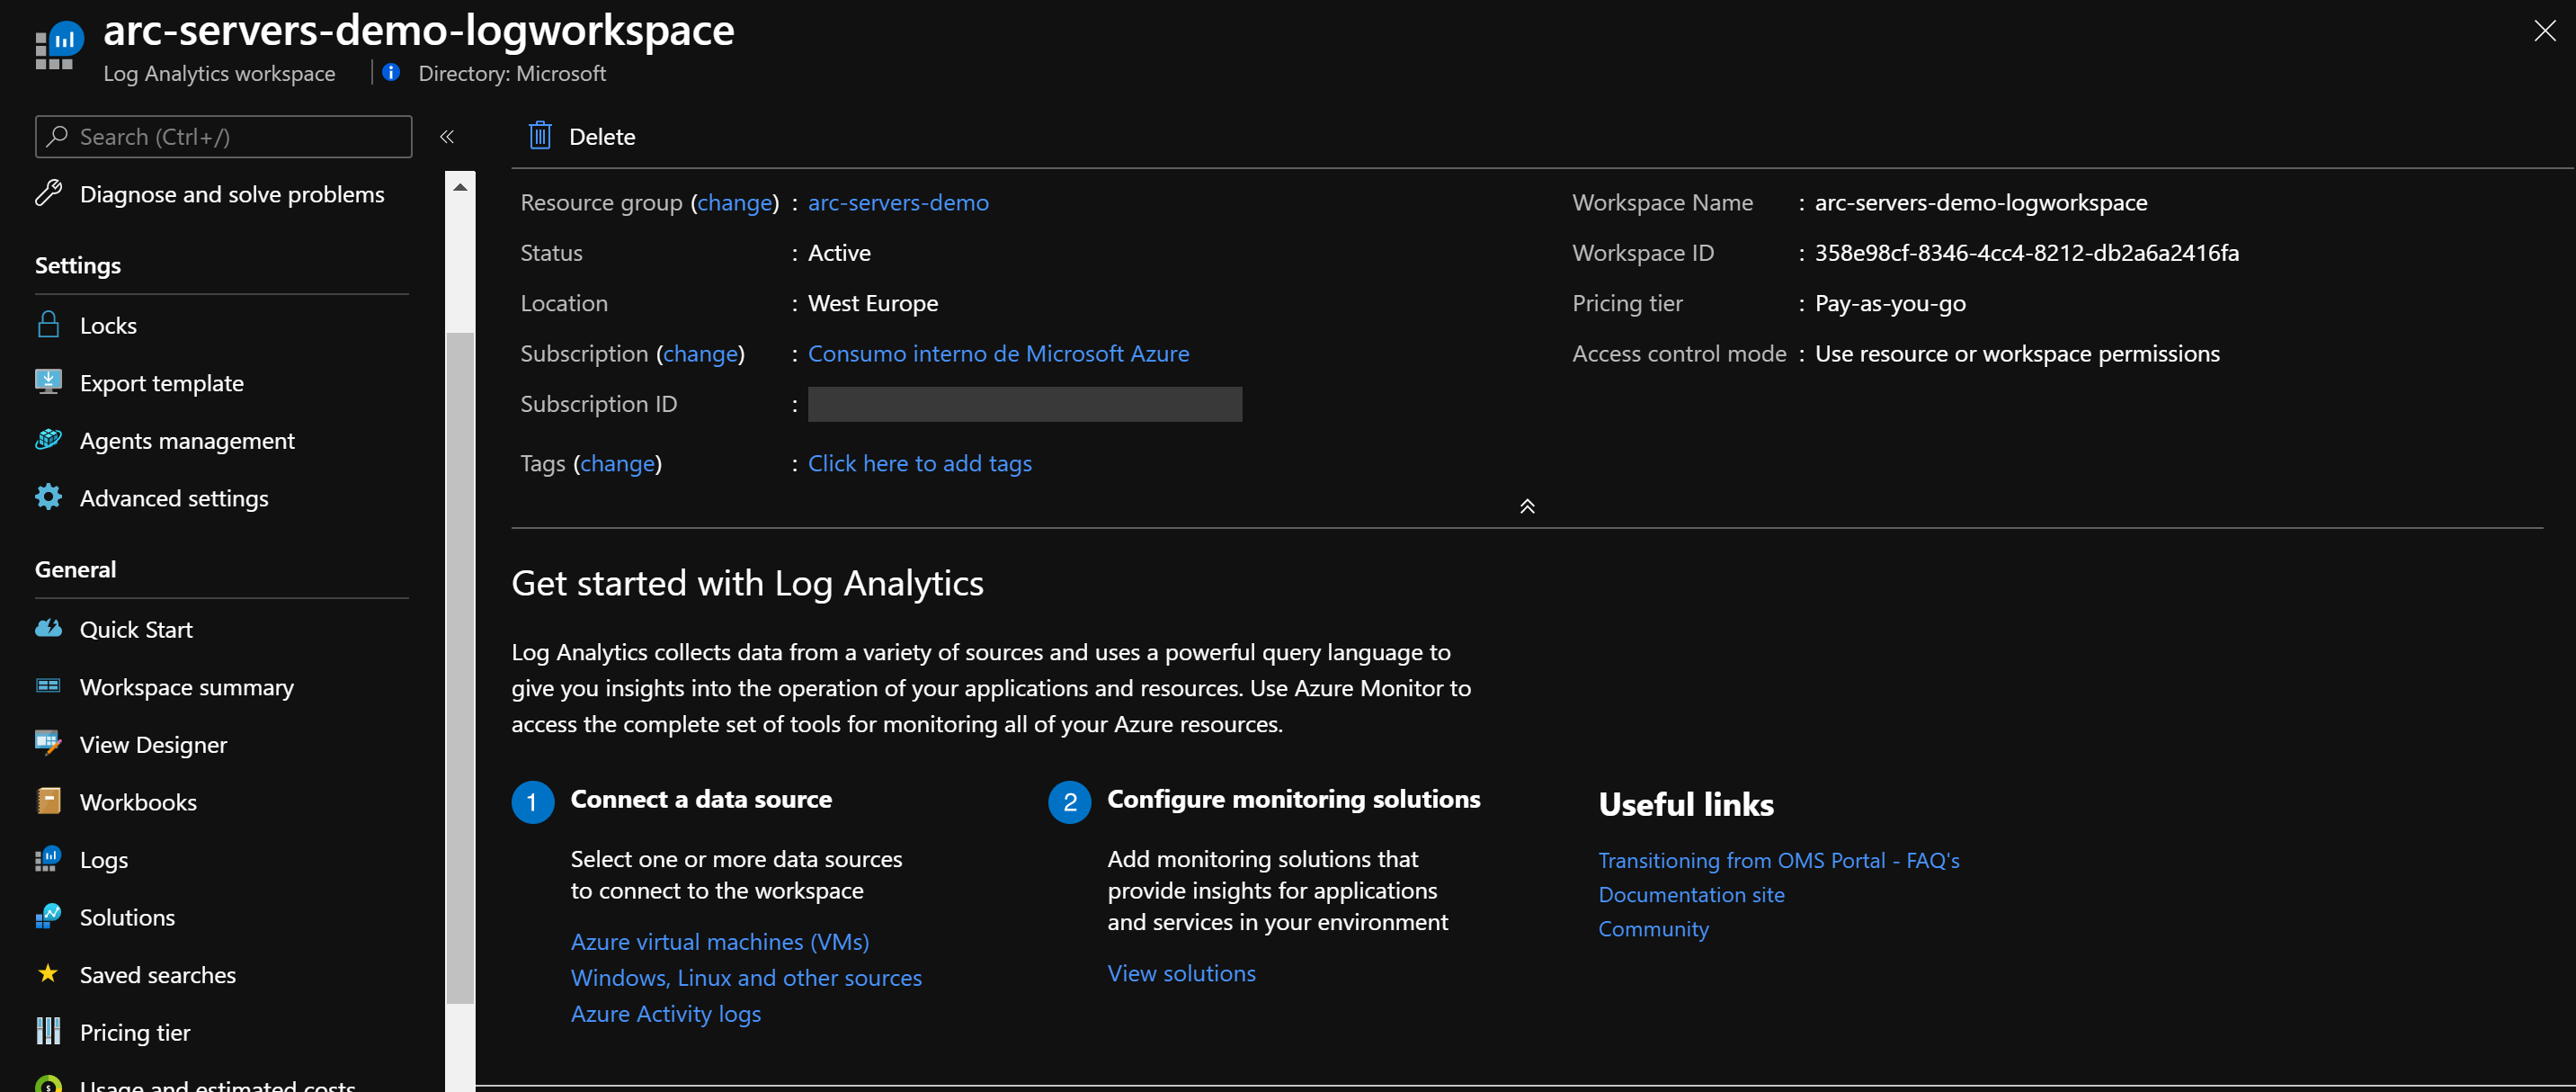 arc-servers-demo-logworkspace
Log Analytics workspace
Directory: Microsoft
Search (Ctrl+/)
Diagnose and solve problems
Settings
Locks
Export template
Agents management
Advanced settings
General
Quick Start
Workspace summary
View Designer
Workbooks
Logs
Solutions
Saved searches
Pricing tier
Usage and estimated costs
Delete
Resource group (change) : arc-servers-demo
Status : Active
Location : West Europe
Subscription (change) : Consumo interno de Microsoft Azure
Subscription ID :
Tags (change) : Click here to add tags
Workspace Name : arc-servers-demo-logworkspace
Workspace ID : 358e98cf-8346-4cc4-8212-db2a6a2416fa
Pricing tier : Pay-as-you-go
Access control mode : Use resource or workspace permissions
Get started with Log Analytics
Log Analytics collects data from a variety of sources and uses a powerful query language to
give you insights into the operation of your applications and resources. Use Azure Monitor to
access the complete set of tools for monitoring all of your Azure resources.
1 Connect a data source
Select one or more data sources
to connect to the workspace
Azure virtual machines (VMs)
Windows, Linux and other sources
Azure Activity logs
2 Configure monitoring solutions
Add monitoring solutions that
provide insights for applications
and services in your environment
View solutions
Useful links
Transitioning from OMS Portal - FAQ's
Documentation site
Community